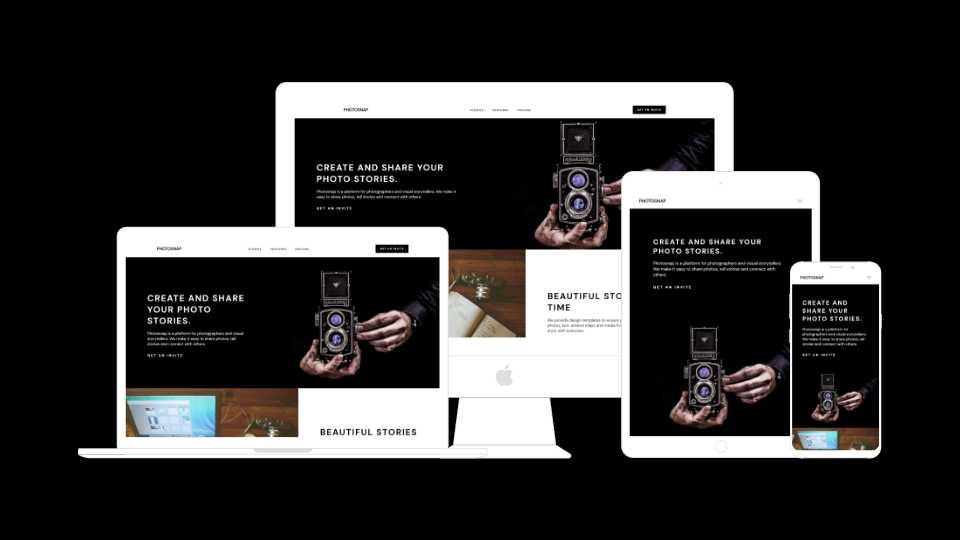 PHOTOSNAP
STORIES FEATURES PRICING
GET AN INVITE
CREATE AND SHARE YOUR
PHOTO STORIES.
Photosnap is a platform for photographers and visual storytellers. We make it
easy to share photos, tell stories and connect with others.
GET AN INVITE
BEAUTIFUL STO
TIME
We provide design templates to ensure y
photos, text, embed maps and media fro
story with everyone.
PHOTOSNAP
STORIES FEATURES PRICING
GET AN INVITE
CREATE AND SHARE
YOUR PHOTO
STORIES.
Photosnap is a platform for photographers and visual
storytellers. We make it easy to share photos, tell
stories and connect with others.
GET AN INVITE
BEAUTIFUL STORIES
PHOTOSNAP
CREATE AND SHARE YOUR
PHOTO STORIES.
Photosnap is a platform for photographers and visual storytellers.
We make it easy to share photos, tell stories and connect with
others.
GET AN INVITE
PHOTOSNAP
CREATE AND
SHARE YOUR
PHOTO STORIES.
Photosnap is a platform for
photographers and visual storytellers.
We make it easy to share photos, tell
stories and connect with others.
GET AN INVITE